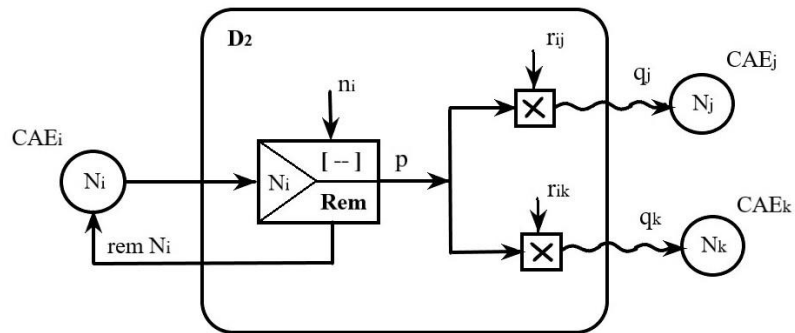 D₂
rᵢⱼ
CAEⱼ
qⱼ
Nⱼ
nᵢ
CAEᵢ
Nᵢ
Nᵢ
[ -- ]
Rem
p
rem Nᵢ
rᵢₖ
CAEₖ
qₖ
Nₖ